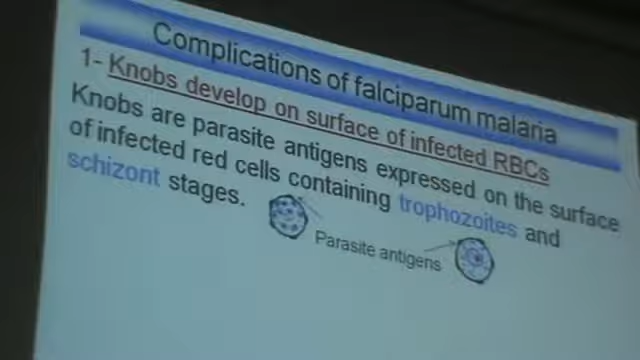 Complications of falciparum malaria
1- Knobs develop on surface of infected RBCs
Knobs are parasite antigens expressed on the surface
of infected red cells containing trophozoites and
schizont stages.
Parasite antigens